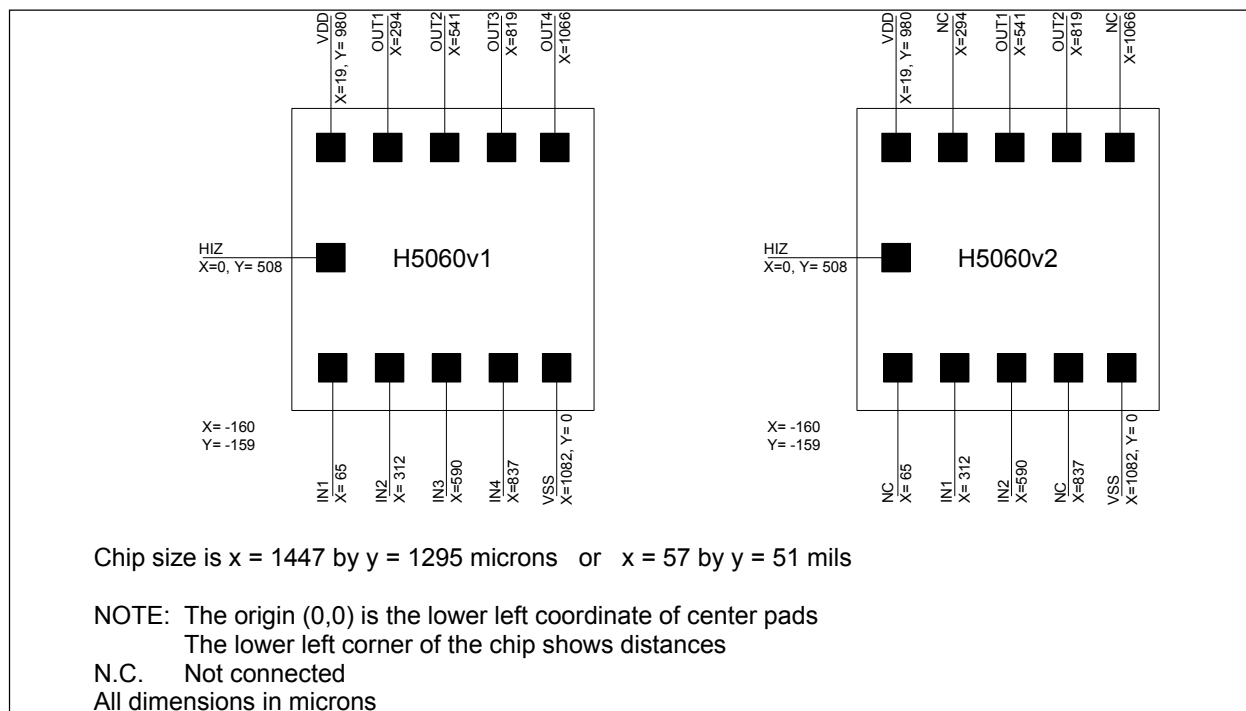 VDD
X=19, Y= 980
OUT1
X=294
OUT2
X=541
OUT3
X=819
OUT4
X=1066
HIZ
X=0, Y= 508
H5060v1
X= -160
Y= -159
IN1
X= 65
IN2
X= 312
IN3
X=590
IN4
X=837
VSS
X=1082, Y= 0
VDD
X=19, Y= 980
NC
X=294
OUT1
X=541
OUT2
X=819
NC
X=1066
HIZ
X=0, Y= 508
H5060v2
X= -160
Y= -159
NC
X= 65
IN1
X= 312
IN2
X=590
NC
X=837
VSS
X=1082, Y= 0
Chip size is x = 1447 by y = 1295 microns or x = 57 by y = 51 mils
NOTE: The origin (0,0) is the lower left coordinate of center pads
The lower left corner of the chip shows distances
N.C. Not connected
All dimensions in microns